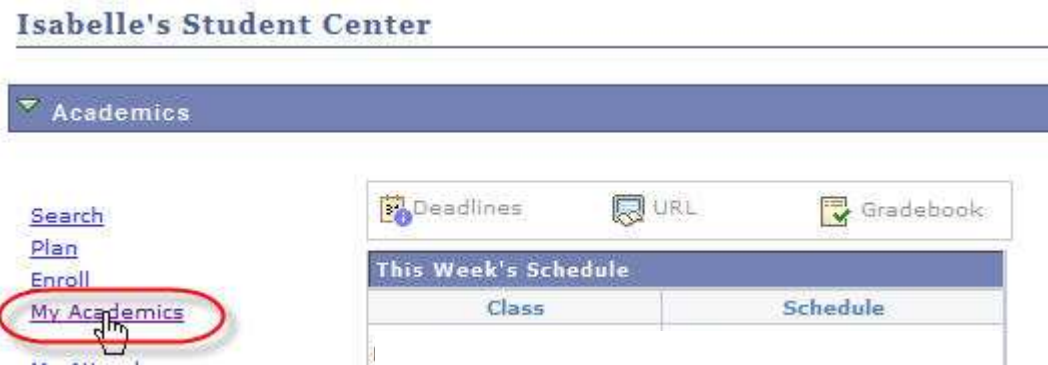 Isabelle's Student Center
Academics
Search
Plan
Enroll
My Academics
Deadlines URL Gradebook
This Week's Schedule
Class Schedule